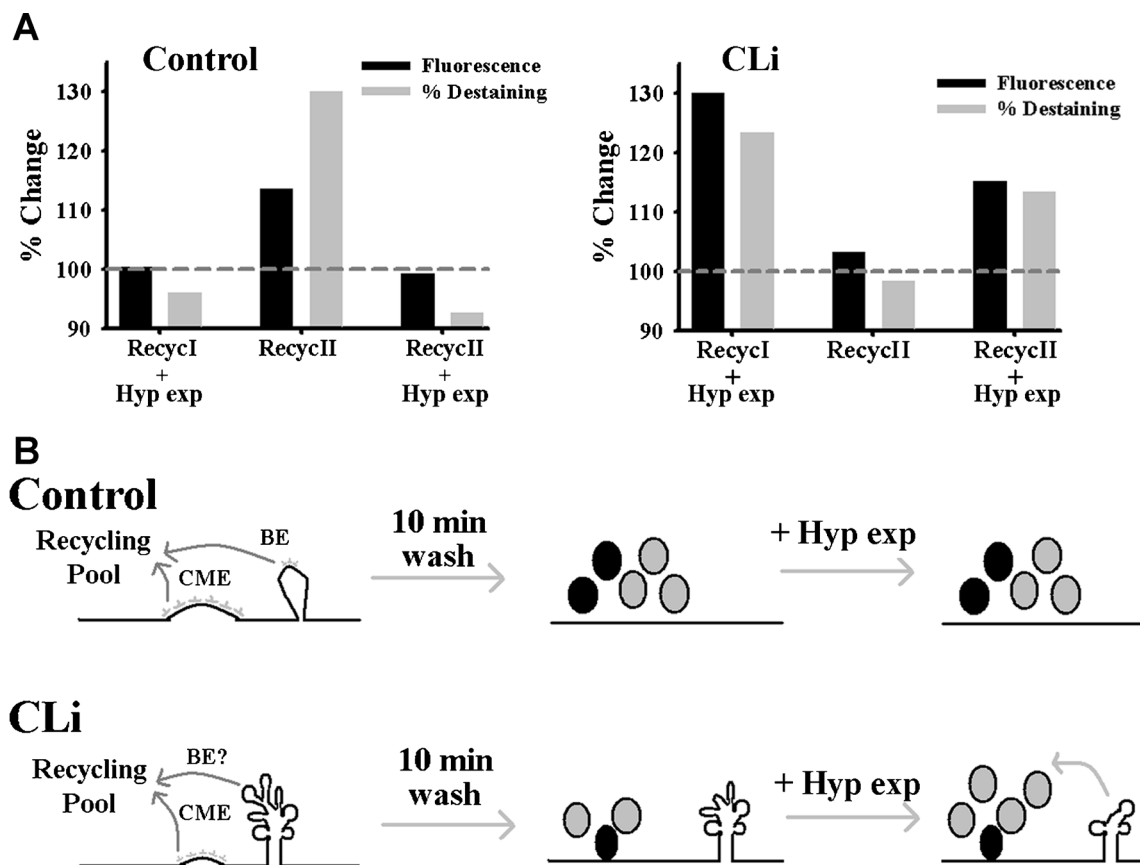 A
Control
Fluorescence
% Destaining
% Change
130
120
110
100
90
RecycI
+
Hyp exp
RecycII
RecycII
+
Hyp exp
CLi
Fluorescence
% Destaining
% Change
130
120
110
100
90
RecycI
+
Hyp exp
RecycII
RecycII
+
Hyp exp
B
Control
Recycling
Pool
BE
CME
10 min
wash
+ Hyp exp
CLi
Recycling
Pool
BE?
CME
10 min
wash
+ Hyp exp